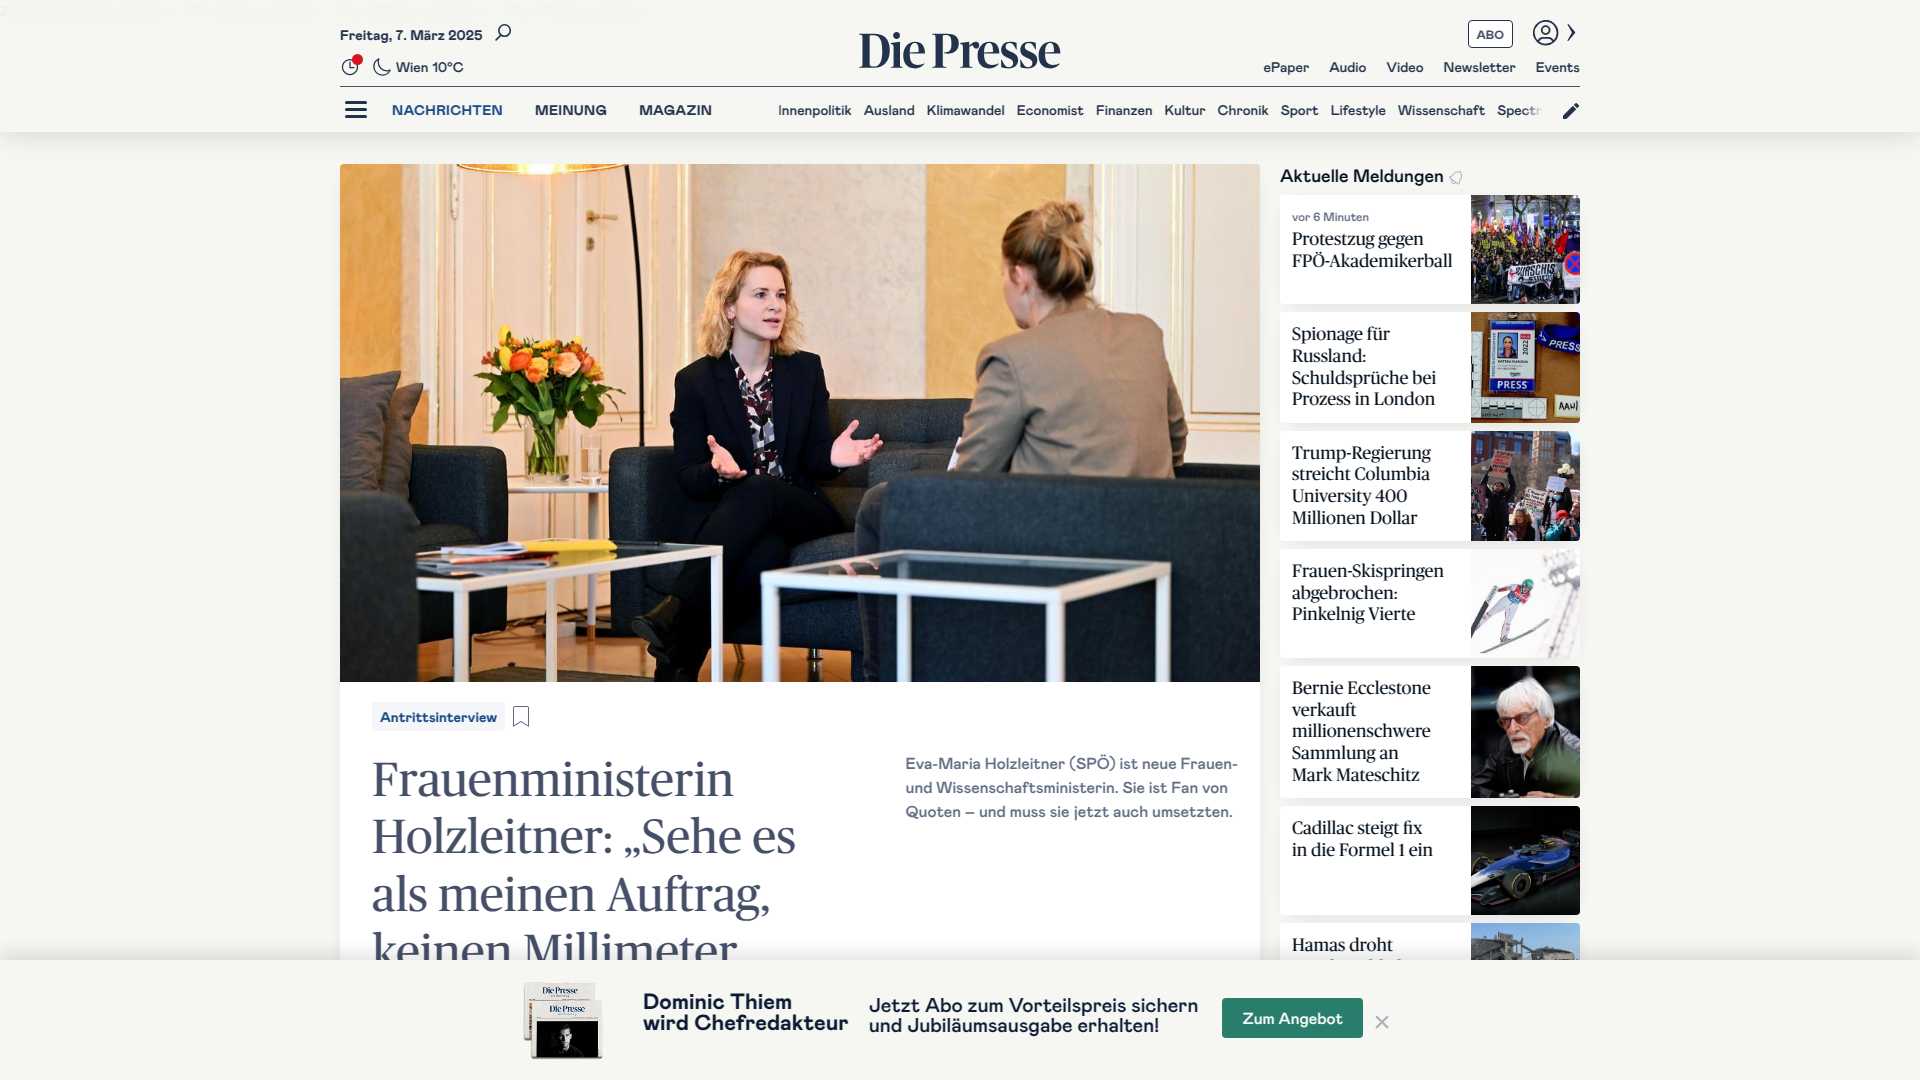 Freitag, 7. März 2025
Wien 10°C
Die Presse
ABO
ePaper Audio Video Newsletter Events
NACHRICHTEN MEINUNG MAGAZIN
Innenpolitik Ausland Klimawandel Economist Finanzen Kultur Chronik Sport Lifestyle Wissenschaft Spectr
Antrittsinterview
Frauenministerin
Holzleitner: „Sehe es
als meinen Auftrag,
keinen Millimeter
Eva-Maria Holzleitner (SPÖ) ist neue Frauen-
und Wissenschaftsministerin. Sie ist Fan von
Quoten – und muss sie jetzt auch umsetzten.
Aktuelle Meldungen
vor 6 Minuten
Protestzug gegen
FPÖ-Akademikerball
Spionage für
Russland:
Schuldsprüche bei
Prozess in London
PRESS
PRESS
2022
Trump-Regierung
streicht Columbia
University 400
Millionen Dollar
Frauen-Skispringen
abgebrochen:
Pinkelnig Vierte
Bernie Ecclestone
verkauft
millionenschwere
Sammlung an
Mark Mateschitz
Cadillac steigt fix
in die Formel 1 ein
Hamas droht
Die Presse
Die Presse
Dominic Thiem
wird Chefredakteur
Jetzt Abo zum Vorteilspreis sichern
und Jubiläumsausgabe erhalten!
Zum Angebot